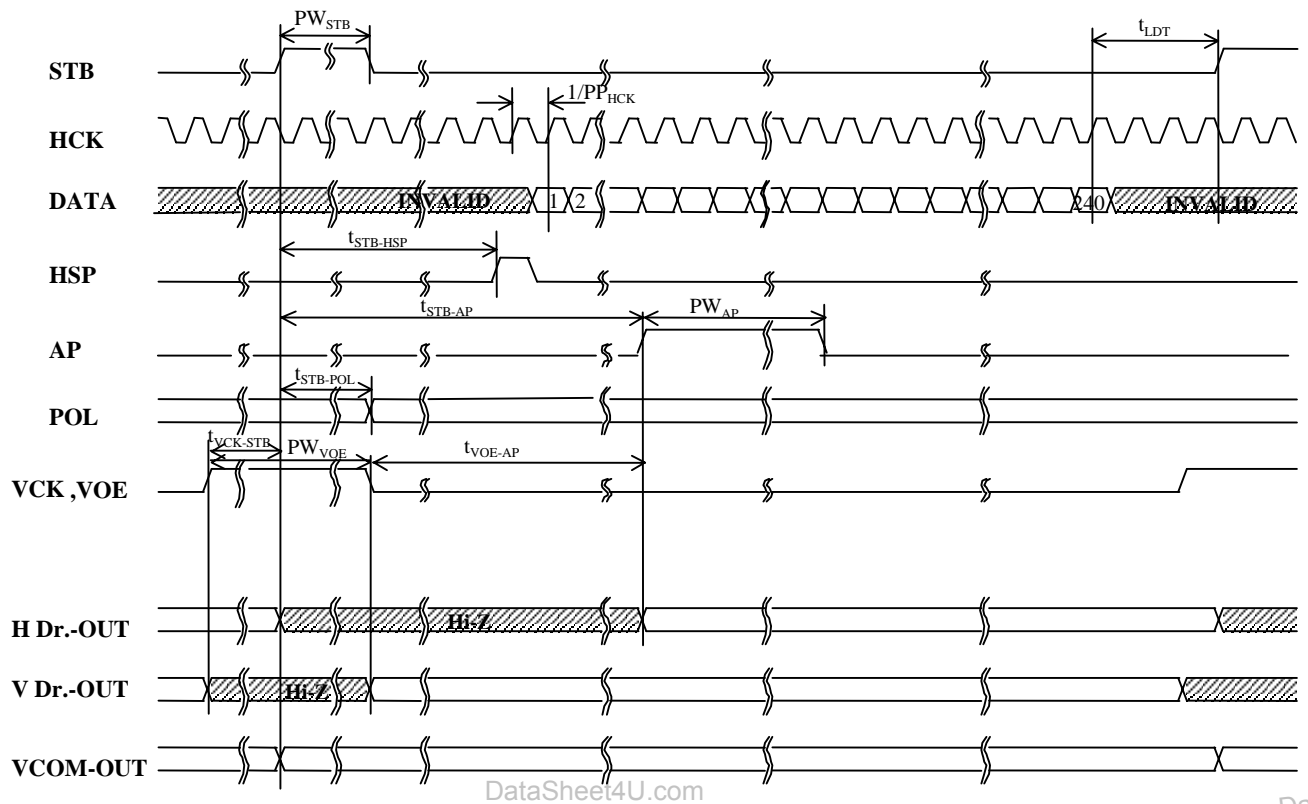 PW_STB
t_LDT
STB
1/PP_HCK
HCK
DATA INVALID 1 2 240 INVALID
t_STB-HSP
HSP
t_STB-AP PW_AP
AP
t_STB-POL
POL
t_VCK-STB PW_VOE t_VOE-AP
VCK ,VOE
H Dr.-OUT Hi-Z
V Dr.-OUT Hi-Z
VCOM-OUT
DataSheet4U.com